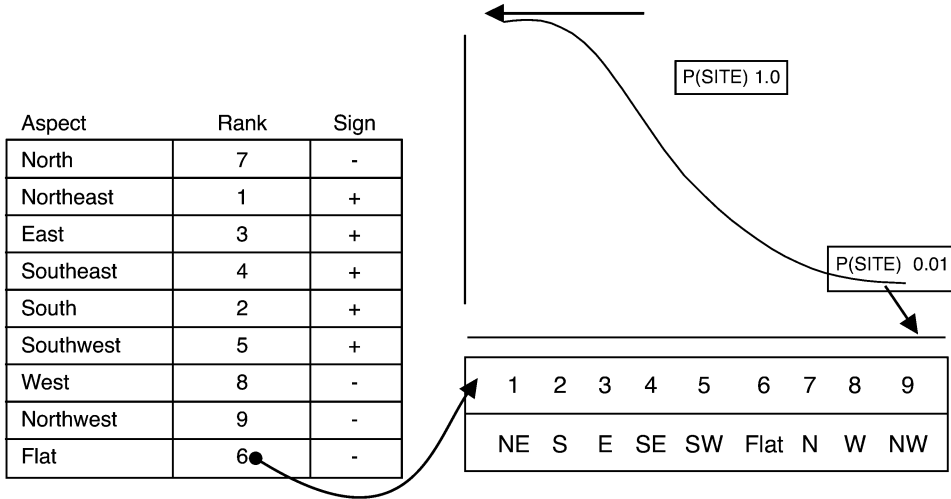 Aspect Rank Sign
North 7 -
Northeast 1 +
East 3 +
Southeast 4 +
South 2 +
Southwest 5 +
West 8 -
Northwest 9 -
Flat 6 -
P(SITE) 1.0
P(SITE) 0.01
1 2 3 4 5 6 7 8 9
NE S E SE SW Flat N W NW